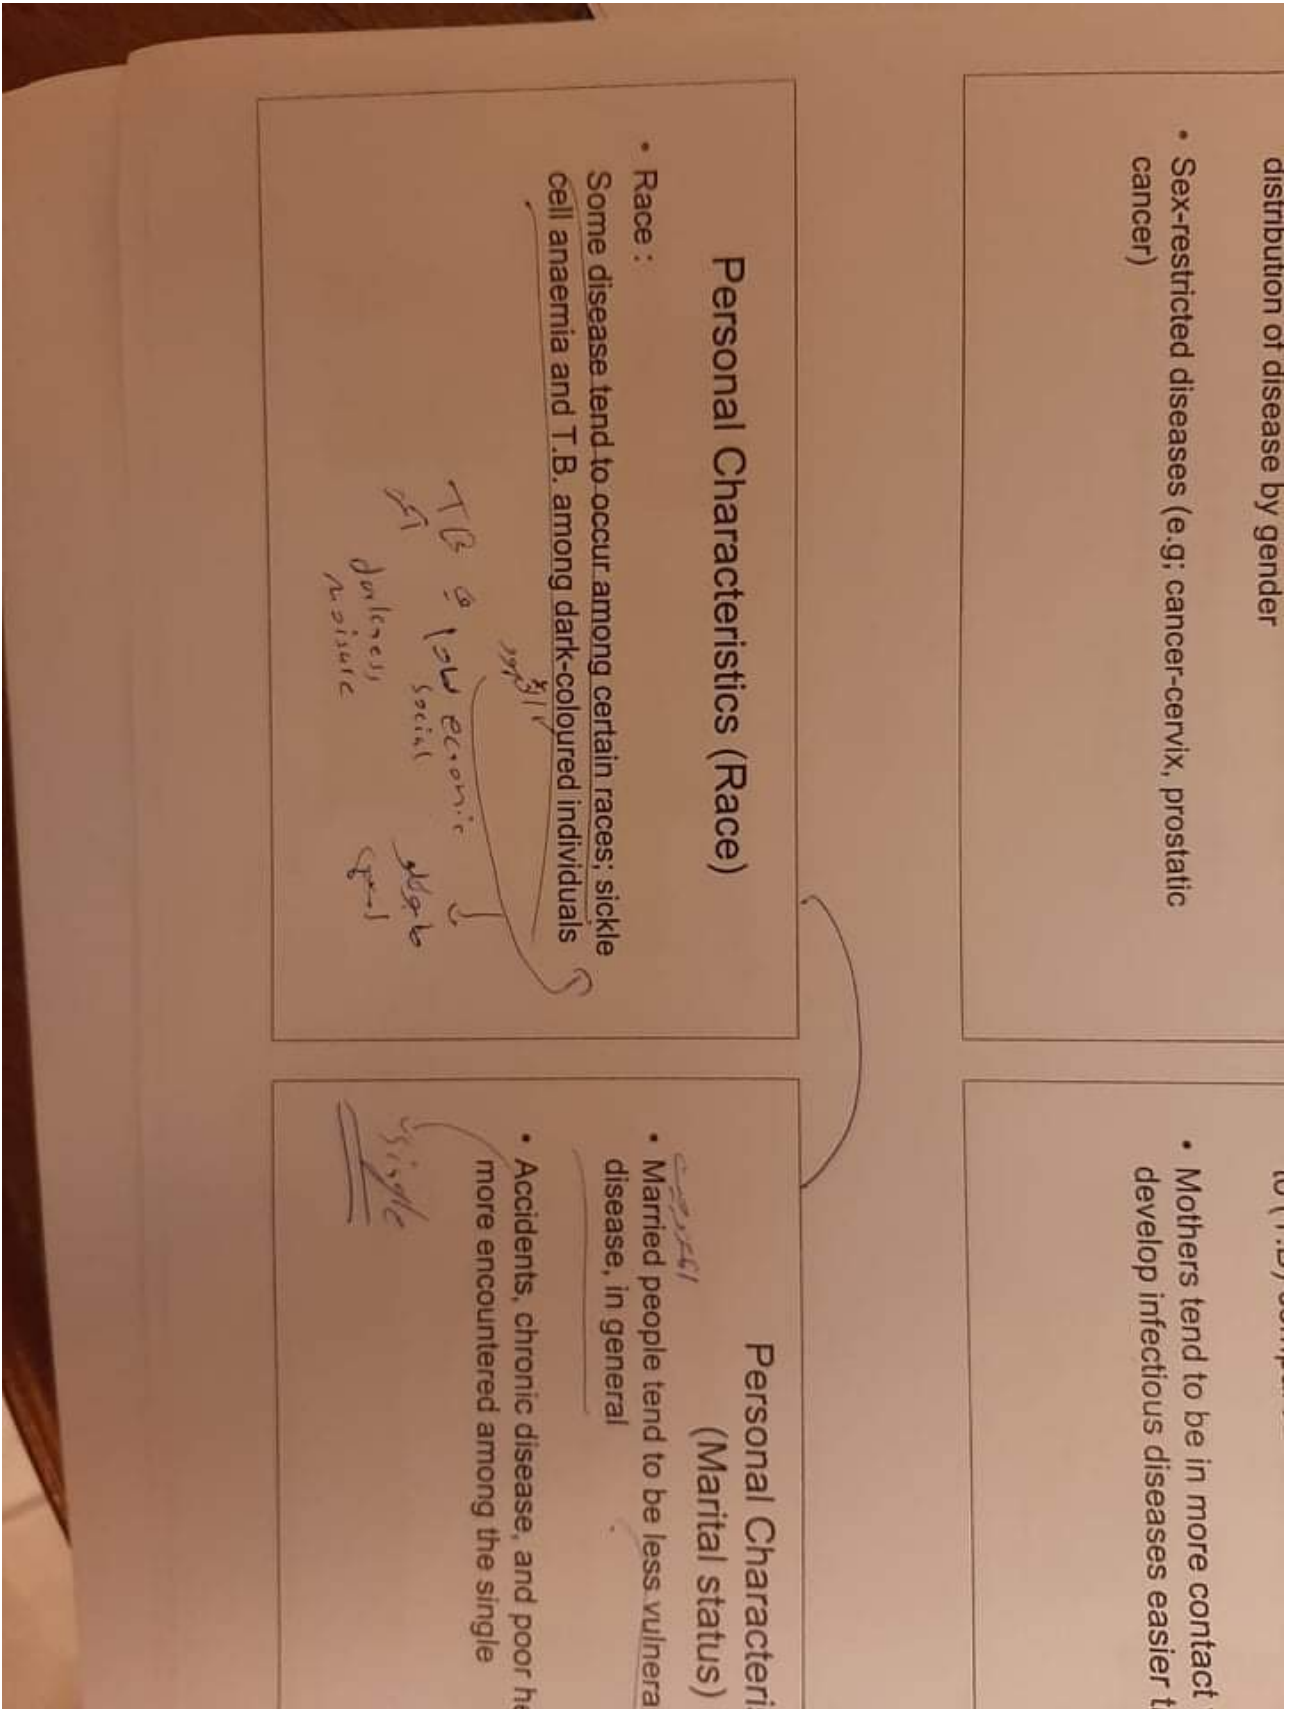 distribution of disease by gender
• Sex-restricted diseases (e.g; cancer-cervix, prostatic
cancer)
• Mothers tend to be in more contact
develop infectious diseases easier
Personal Characteristics (Race)
• Race :
Some disease tend to occur among certain races; sickle
cell anaemia and T.B. among dark-coloured individuals
TB
low economic
social
darkness
moisure
Personal Characteris
(Marital status)
• Married people tend to be less vulnera
disease, in general
• Accidents, chronic disease, and poor he
more encountered among the single
single